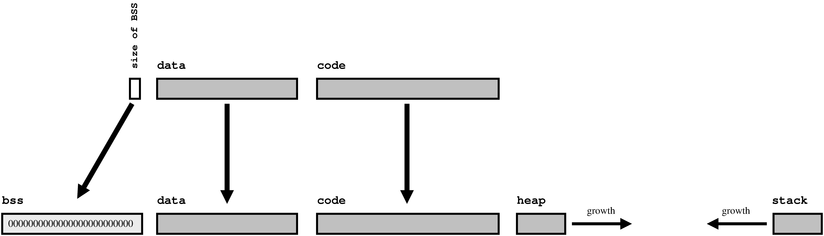 size of BSS
data
code
bss
data
code
heap
stack
0000000000000000000000000
growth
growth